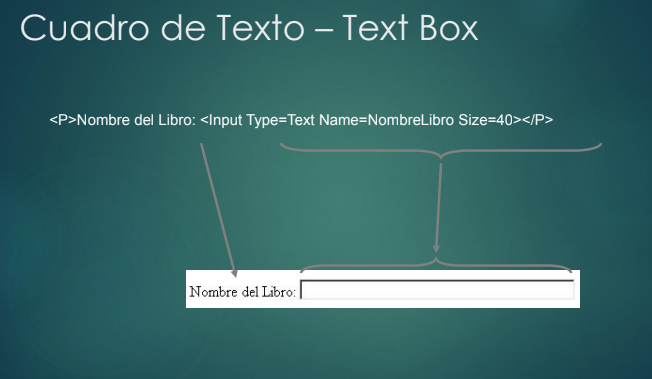 Cuadro de Texto – Text Box
<P>Nombre del Libro: <Input Type=Text Name=NombreLibro Size=40></P>
Nombre del Libro: